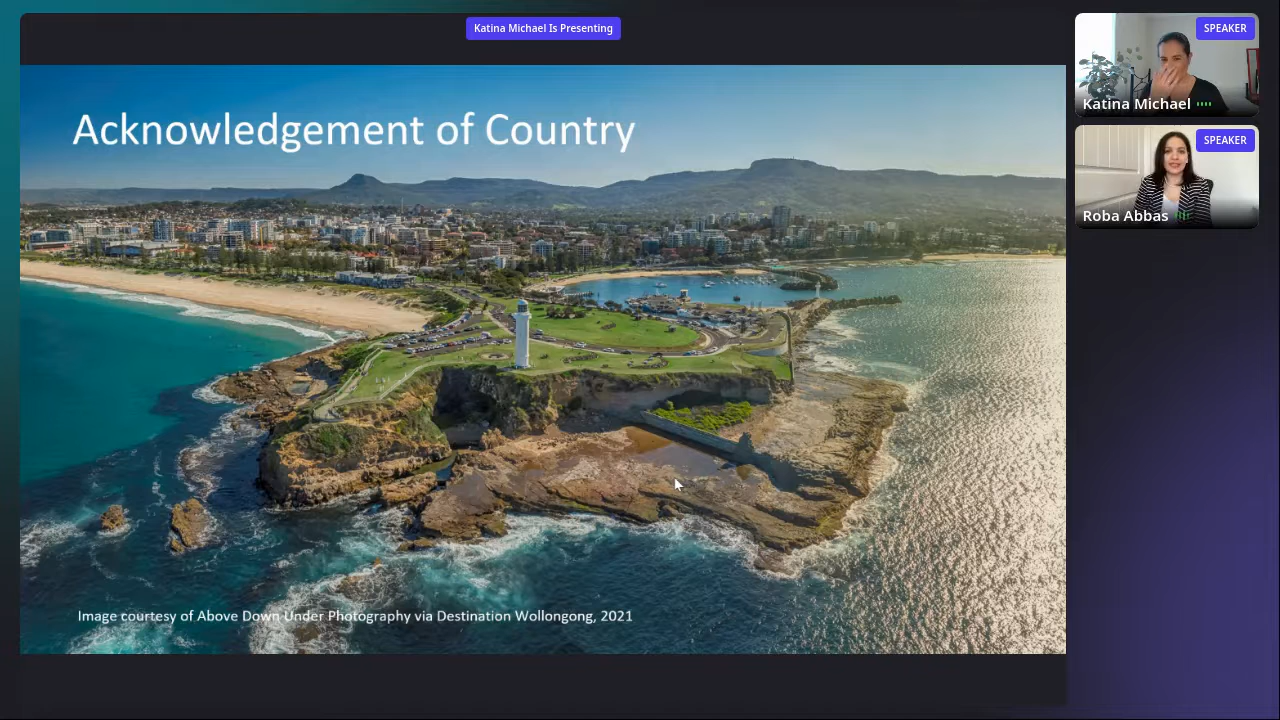 Katina Michael Is Presenting
Acknowledgement of Country
Image courtesy of Above Down Under Photography via Destination Wollongong, 2021
SPEAKER
Katina Michael
SPEAKER
Roba Abbas